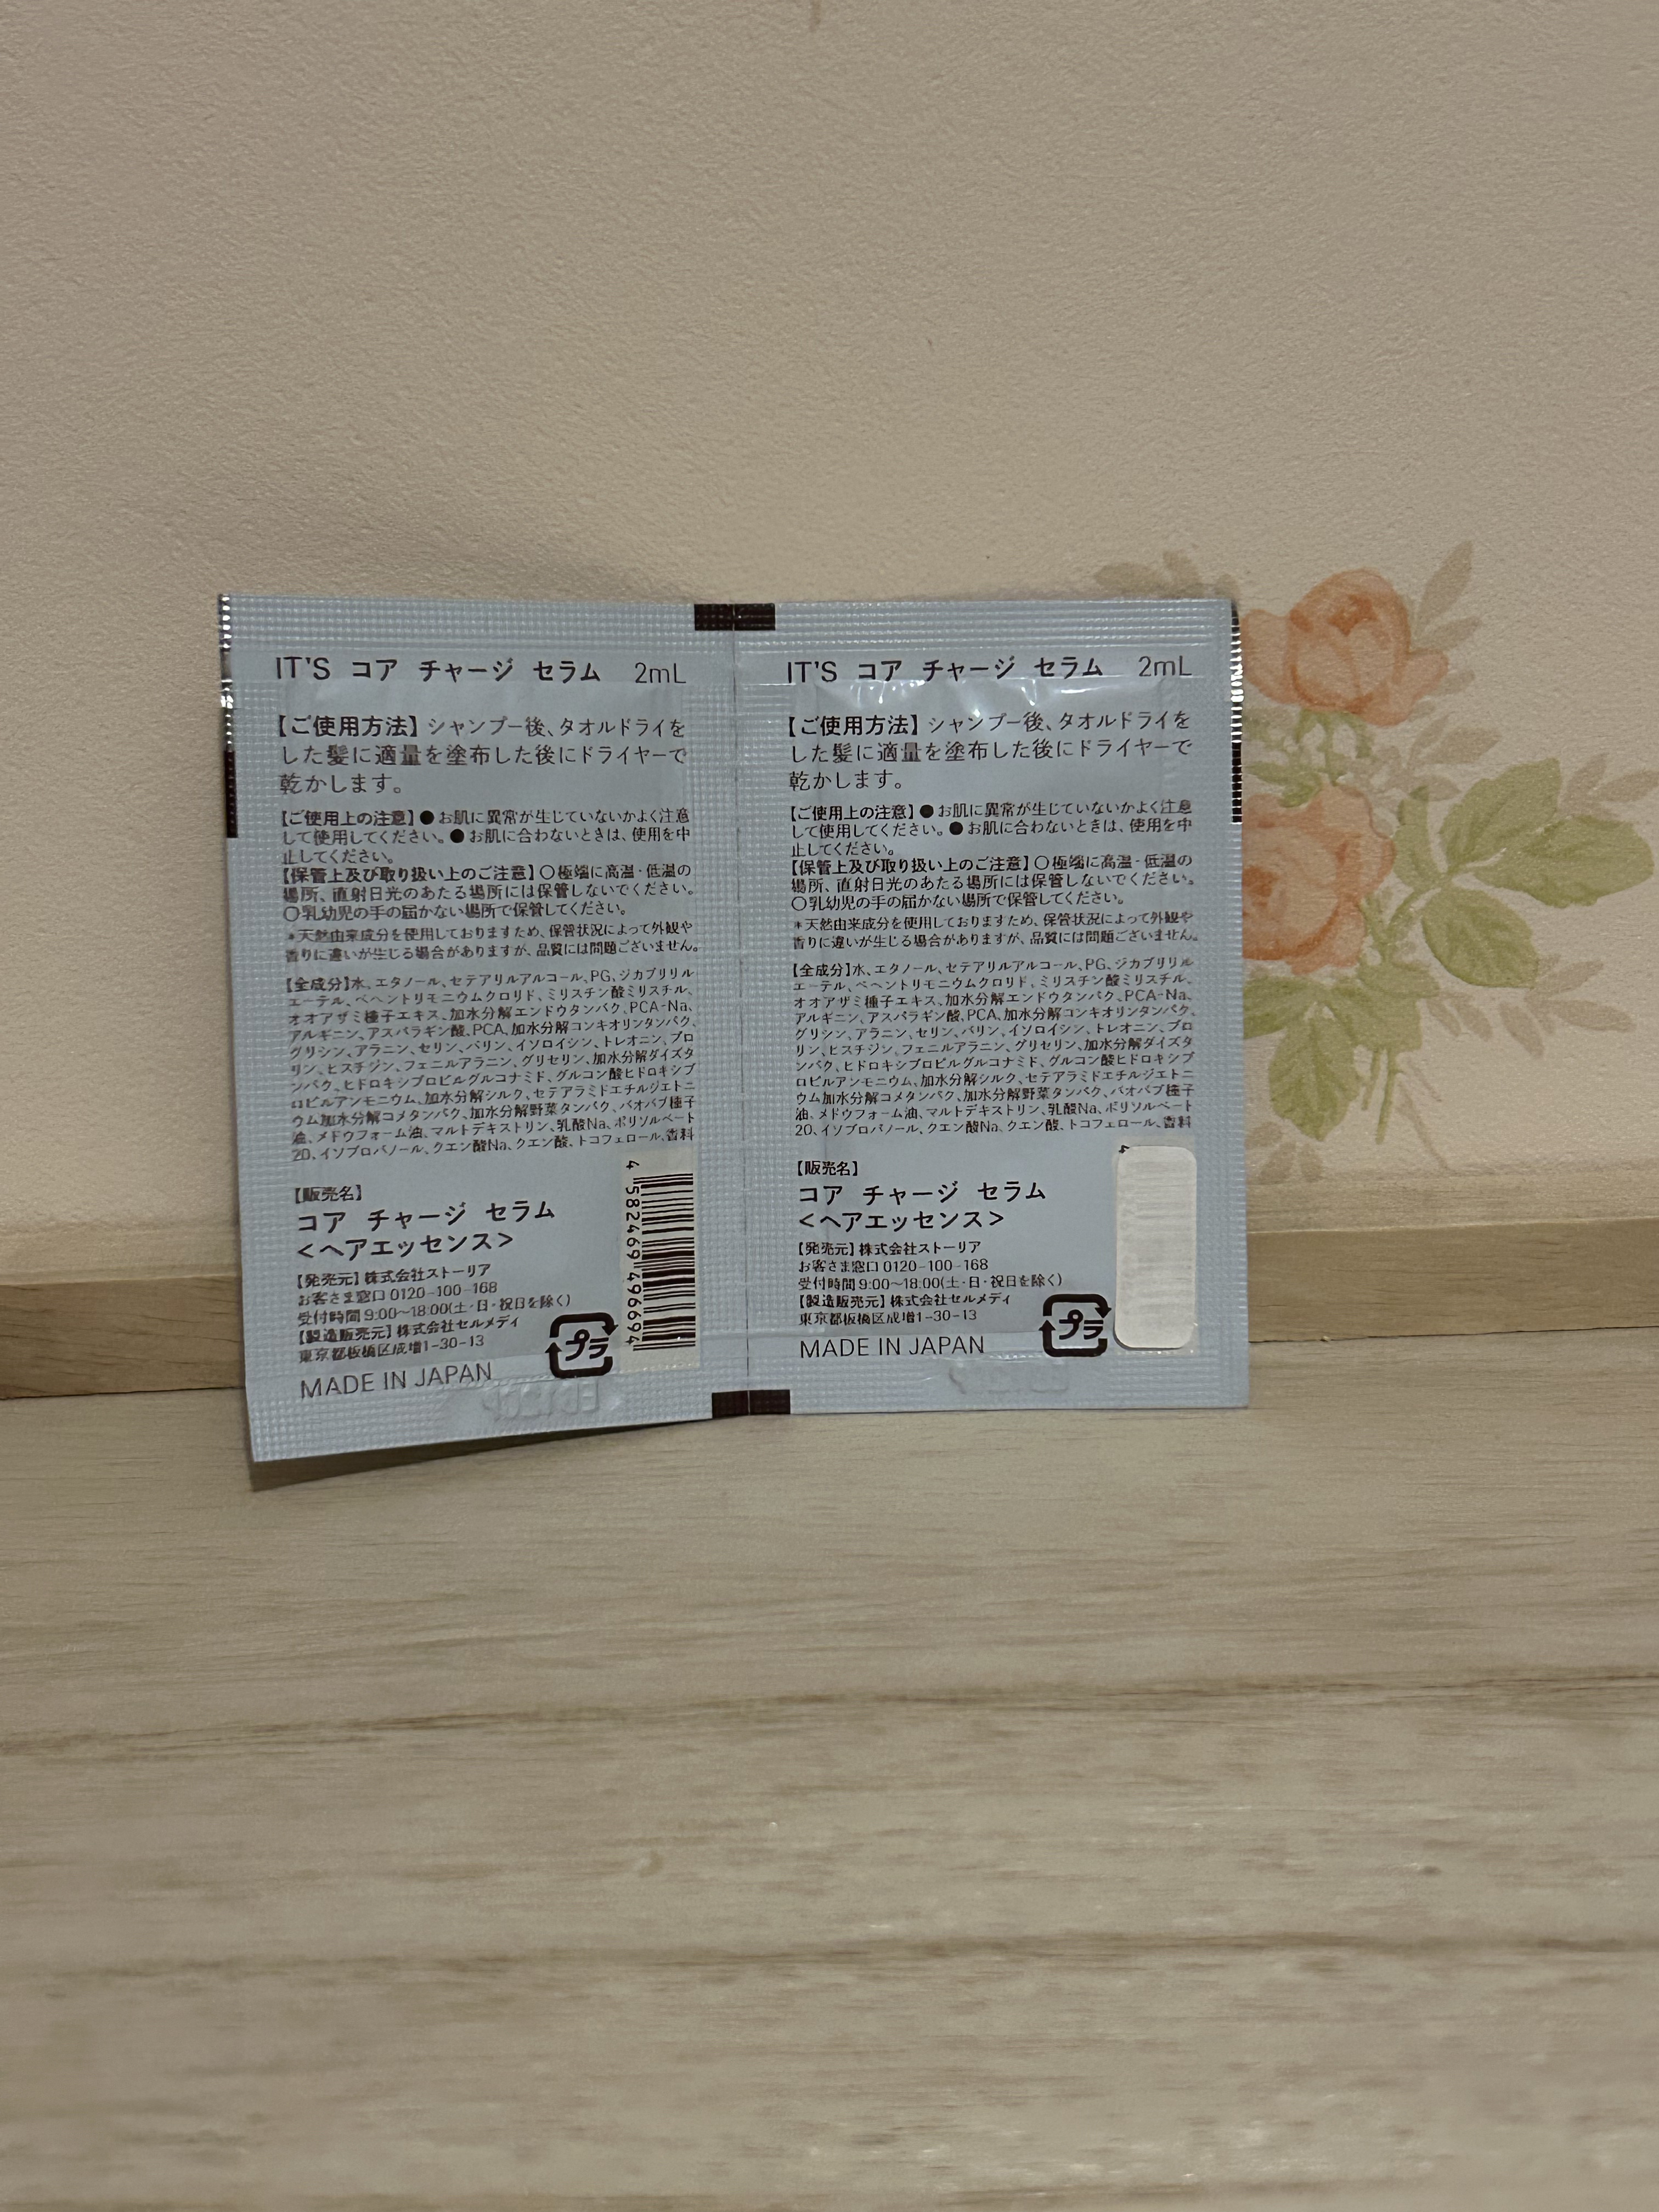 IT'S コア チャージ セラム 2mL
【ご使用方法】シャンプー後、タオルドライを
した髪に適量を塗布した後にドライヤーで
乾かします。
【ご使用上の注意】●お肌に異常が生じていないかよく注意
して使用してください。●お肌に合わないときは、使用を中
止してください。
【保管上及び取り扱い上のご注意】○極端に高温・低温の
場所、直射日光のあたる場所には保管しないでください。
○乳幼児の手の届かない場所で保管してください。
*天然由来成分を使用しておりますため、保管状況によって外観や
香りに違いが生じる場合がありますが、品質には問題ございません。
【全成分】水、エタノール、セテアリルアルコール、PG、ジカプリリル
エーテル、ベヘントリモニウムクロリド、ミリスチン酸ミリスチル、
オオアザミ種子エキス、加水分解エンドウタンパク、PCA-Na、
アルギニン、アスパラギン酸、PCA、加水分解コンキオリンタンパク、
グリシン、アラニン、セリン、バリン、イソロイシン、トレオニン、プロ
リン、ヒスチジン、フェニルアラニン、グリセリン、加水分解ダイズタ
ンパク、ヒドロキシプロピルグルコナミド、グルコン酸ヒドロキシプ
ロピルアンモニウム、加水分解シルク、セテアラミドエチルジエトニ
ウム加水分解コメタンパク、加水分解野菜タンパク、バオバブ種子
油、メドウフォーム油、マルトデキストリン、乳酸Na、ポリソルベート
20、イソプロパノール、クエン酸Na、クエン酸、トコフェロール、香料
【販売名】
コア チャージ セラム
<ヘアエッセンス>
【発売元】株式会社ストーリア
お客さま窓口 0120-100-168
受付時間 9:00~18:00(土・日・祝日を除く)
【製造販売元】株式会社セルメディ
東京都板橋区成増1-30-13
MADE IN JAPAN
プラ
4 582469 496694
IT'S コア チャージ セラム 2mL
【ご使用方法】シャンプー後、タオルドライを
した髪に適量を塗布した後にドライヤーで
乾かします。
【ご使用上の注意】●お肌に異常が生じていないかよく注意
して使用してください。●お肌に合わないときは、使用を中
止してください。
【保管上及び取り扱い上のご注意】○極端に高温・低温の
場所、直射日光のあたる場所には保管しないでください。
○乳幼児の手の届かない場所で保管してください。
*天然由来成分を使用しておりますため、保管状況によって外観や
香りに違いが生じる場合がありますが、品質には問題ございません。
【全成分】水、エタノール、セテアリルアルコール、PG、ジカプリリル
エーテル、ベヘントリモニウムクロリド、ミリスチン酸ミリスチル、
オオアザミ種子エキス、加水分解エンドウタンパク、PCA-Na、
アルギニン、アスパラギン酸、PCA、加水分解コンキオリンタンパク、
グリシン、アラニン、セリン、バリン、イソロイシン、トレオニン、プロ
リン、ヒスチジン、フェニルアラニン、グリセリン、加水分解ダイズタ
ンパク、ヒドロキシプロピルグルコナミド、グルコン酸ヒドロキシプ
ロピルアンモニウム、加水分解シルク、セテアラミドエチルジエトニ
ウム加水分解コメタンパク、加水分解野菜タンパク、バオバブ種子
油、メドウフォーム油、マルトデキストリン、乳酸Na、ポリソルベート
20、イソプロパノール、クエン酸Na、クエン酸、トコフェロール、香料
【販売名】
コア チャージ セラム
<ヘアエッセンス>
【発売元】株式会社ストーリア
お客さま窓口 0120-100-168
受付時間 9:00~18:00(土・日・祝日を除く)
【製造販売元】株式会社セルメディ
東京都板橋区成増1-30-13
MADE IN JAPAN
プラ